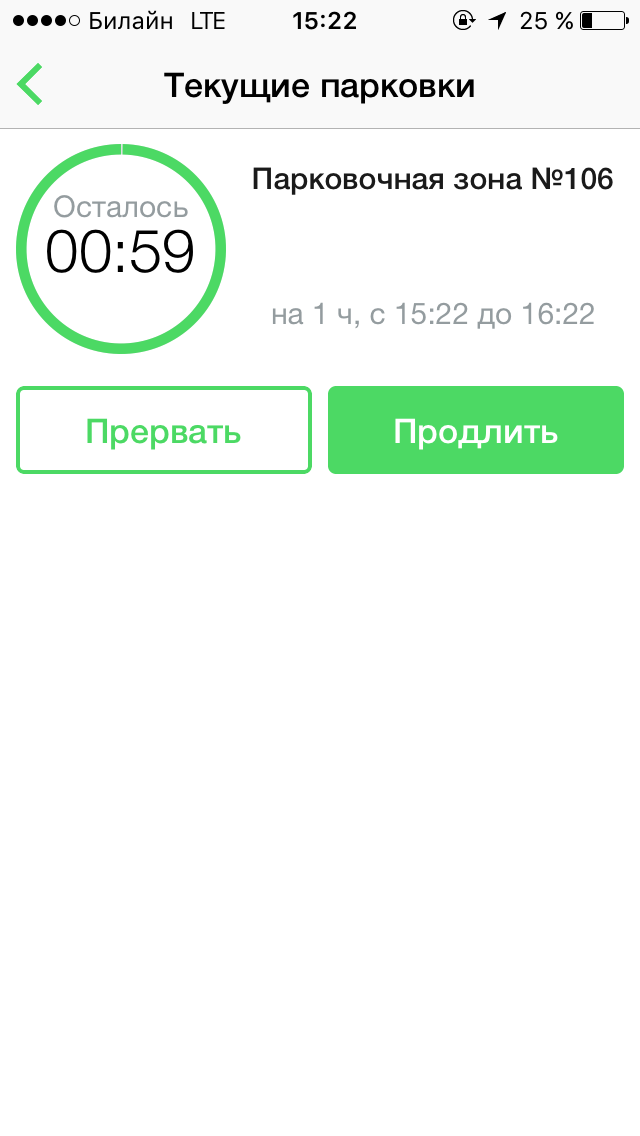 Билайн LTE 15:22 25 %
Текущие парковки
Осталось
00:59
Парковочная зона №106
на 1 ч, с 15:22 до 16:22
Прервать
Продлить